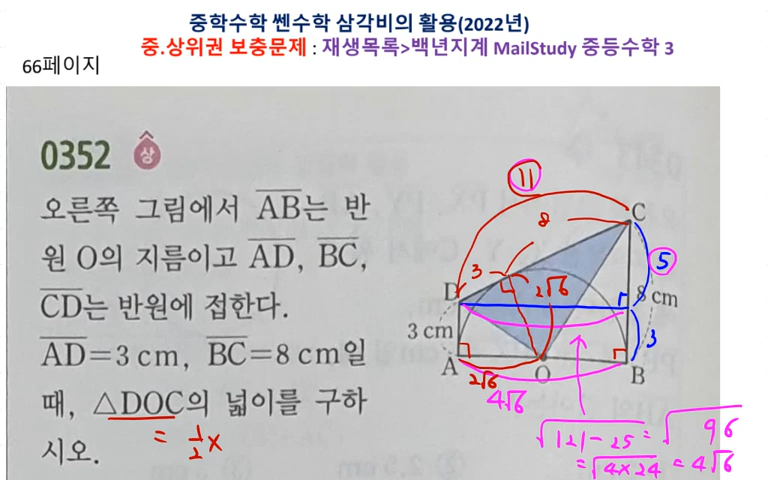 중학수학 쎈수학 삼각비의 활용(2022년)
중.상위권 보충문제 : 재생목록>백년지계 MailStudy 중등수학 3
66페이지
0352 상
오른쪽 그림에서 AB는 반
원 O의 지름이고 AD, BC,
CD는 반원에 접한다.
AD=3 cm, BC=8 cm일
때, △DOC의 넓이를 구하
시오.
= 1/2 ×
11
8
C
3
2√6
5
D
8 cm
3 cm
3
A
2√6
O
B
4√6
√121-25 = √96
= √4×24 = 4√6